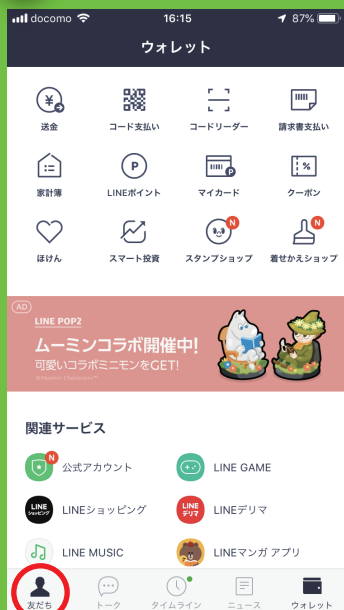 docomo 16:15 87%
ウォレット
送金 コード支払い コードリーダー 請求書支払い
家計簿 LINEポイント マイカード クーポン
ほけん スマート投資 スタンプショップ 着せかえショップ
AD
LINE POP2
ムーミンコラボ開催中!
可愛いコラボミニモンをGET!
関連サービス
公式アカウント LINE GAME
LINEショッピング LINEデリマ
LINE MUSIC LINEマンガ アプリ
友だち トーク タイムライン ニュース ウォレット